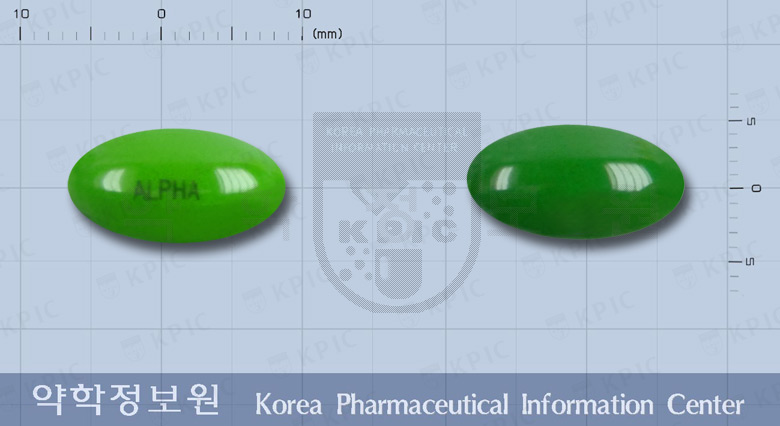 10 0 10 (mm)
5
0
5
KOREA PHARMACEUTICAL
INFORMATION CENTER
ALPHA
KPIC
약학정보원 Korea Pharmaceutical Information Center